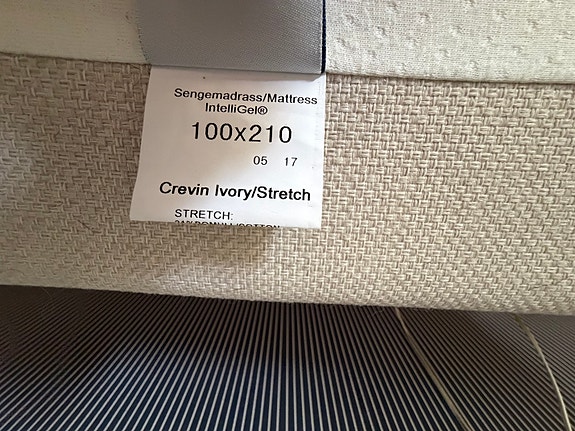 Sengemadrass/Mattress
IntelliGel®
100x210
05 17
Crevin Ivory/Stretch
STRETCH: